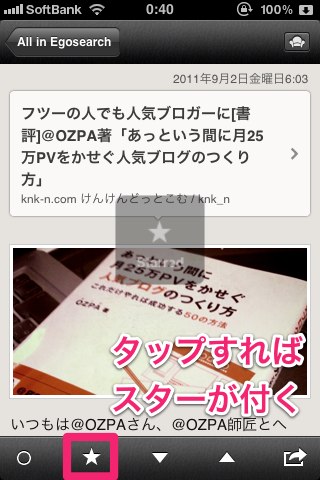 SoftBank 0:40 100%
All in Egosearch
2011年9月2日金曜日6:03
フツーの人でも人気ブロガーに[書
評]@OZPA著「あっという間に月25
万PVをかせぐ人気ブログのつくり
方」
knk-n.com けんけんどっとこむ / knk_n
Starred
あっという間に
月25万PVをかせぐ
人気ブログのつくり方
これだけやれば成功する50の方法
OZPA 著
タップすれば
スターが付く
いつもは@OZPAさん、@OZPA師匠とへ